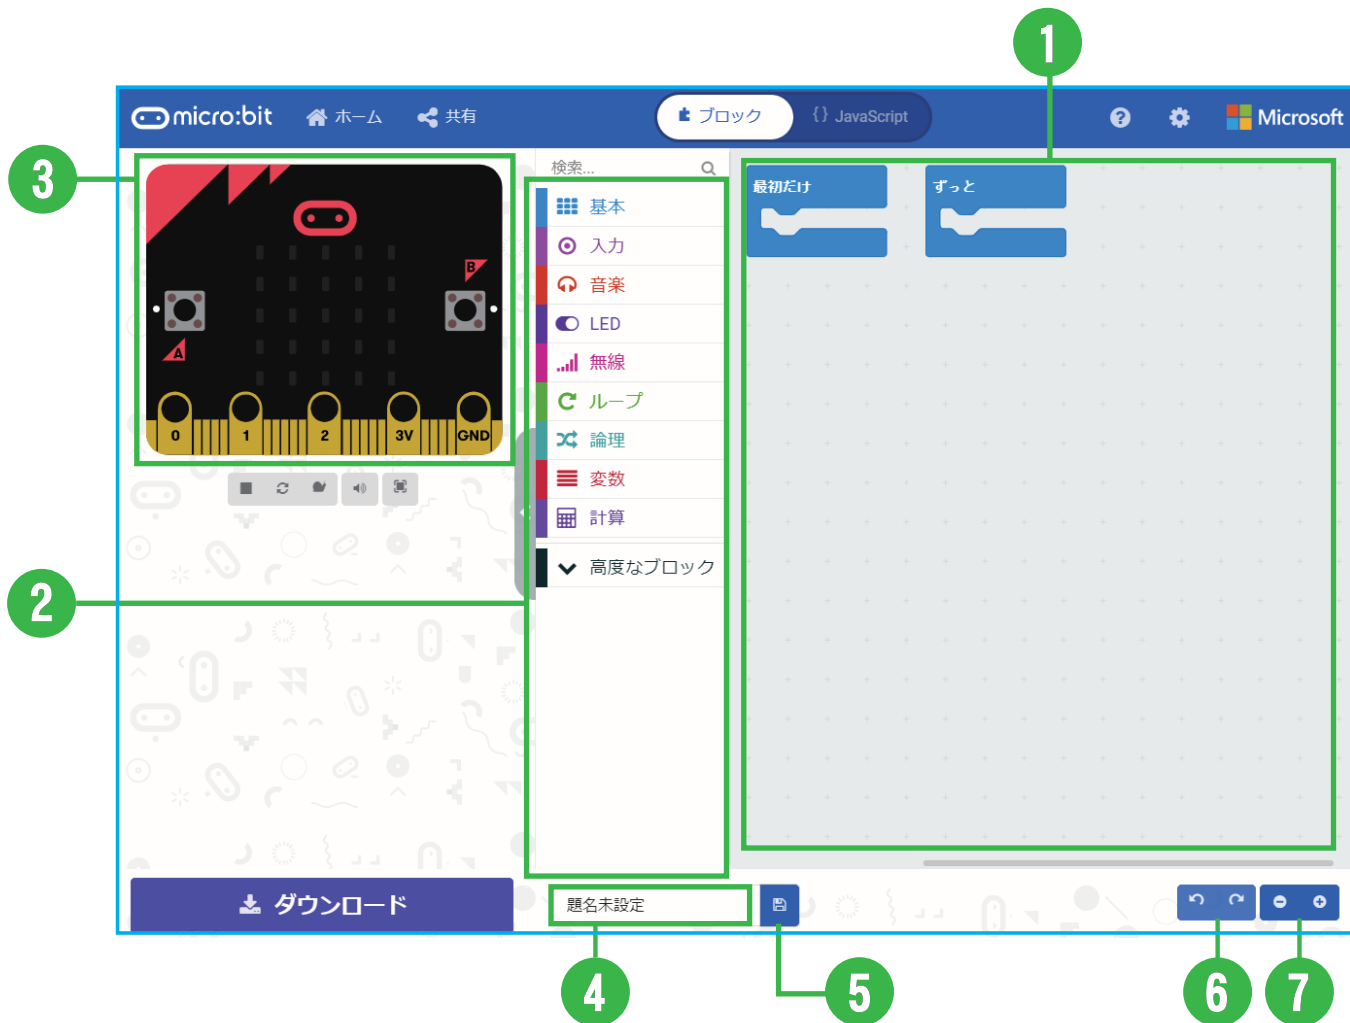 1
micro:bit ホーム 共有 ブロック {} JavaScript ? Microsoft
3
検索...
基本
入力
音楽
LED
無線
ループ
論理
変数
計算
高度なブロック
最初だけ
ずっと
B
A
0 1 2 3V GND
2
ダウンロード
題名未設定
4
5
6
7